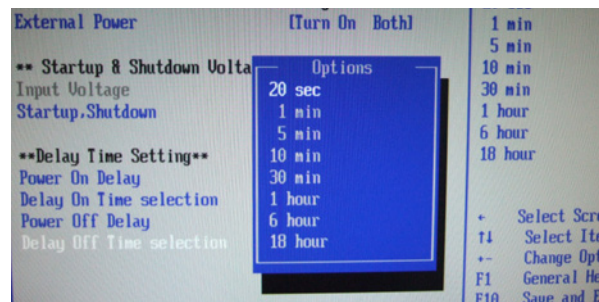 External Power [Turn On Both]
** Startup & Shutdown Volta
Input Voltage
Startup,Shutdown
**Delay Time Setting**
Power On Delay
Delay On Time selection
Power Off Delay
Delay Off Time selection
Options
20 sec
1 min
5 min
10 min
30 min
1 hour
6 hour
18 hour
1 min
5 min
10 min
30 min
1 hour
6 hour
18 hour
← Select Scre
↑↓ Select Ite
+- Change Opt
F1 General He
F10 Save and E